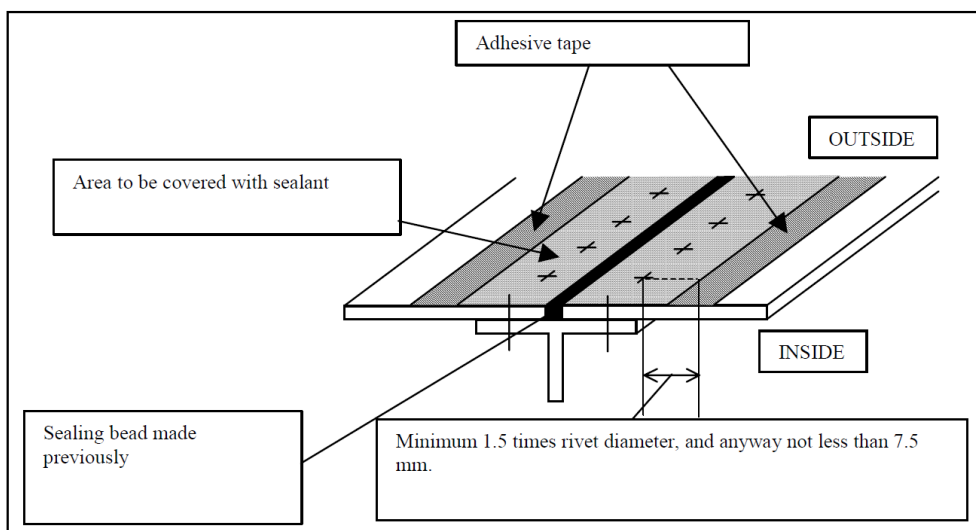 Adhesive tape
OUTSIDE
Area to be covered with sealant
INSIDE
Sealing bead made
previously
Minimum 1.5 times rivet diameter, and anyway not less than 7.5
mm.